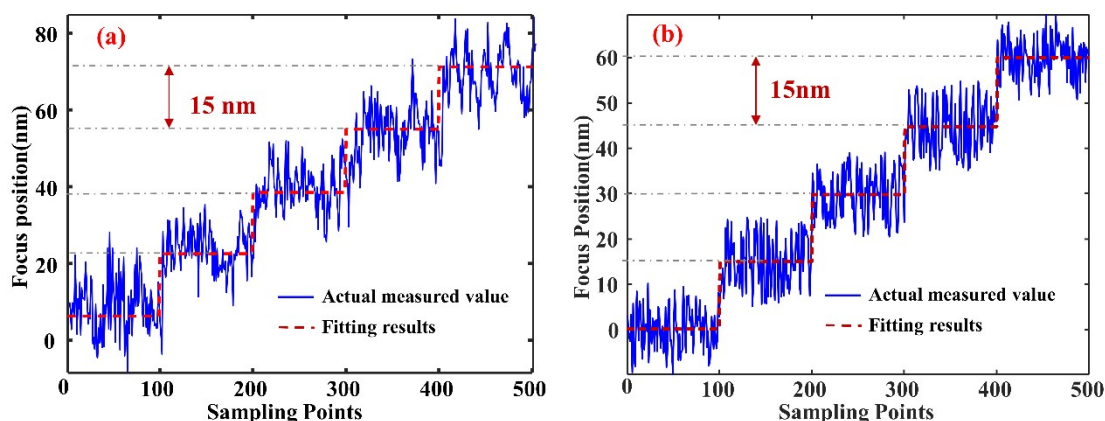 (a)
80
60
40
20
0
Focus position(nm)
15 nm
Actual measured value
Fitting results
0 100 200 300 400 500
Sampling Points
(b)
60
50
40
30
20
10
0
Focus Position(nm)
15nm
Actual measured value
Fitting results
0 100 200 300 400 500
Sampling Points